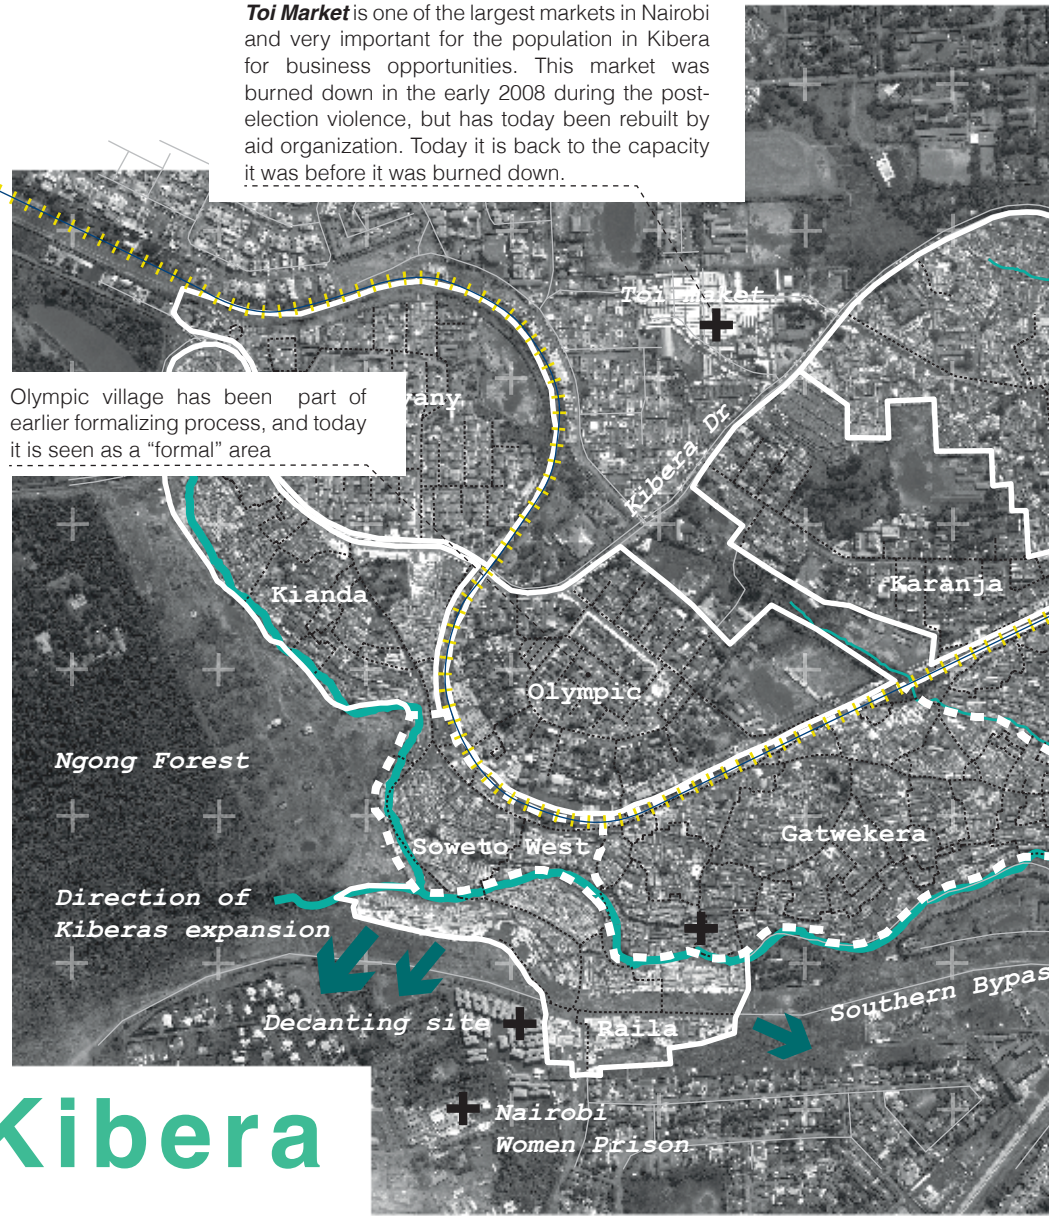 Toi Market is one of the largest markets in Nairobi
and very important for the population in Kibera
for business opportunities. This market was
burned down in the early 2008 during the post-
election violence, but has today been rebuilt by
aid organization. Today it is back to the capacity
it was before it was burned down.
Toi maket
Olympic village has been part of
earlier formalizing process, and today
it is seen as a “formal” area
Kibera Dr
Kianda
Karanja
Olympic
Ngong Forest
Soweto West
Gatwekera
Direction of
Kiberas expansion
Southern Bypas
Decanting site
Raila
Nairobi
Women Prison
Kibera